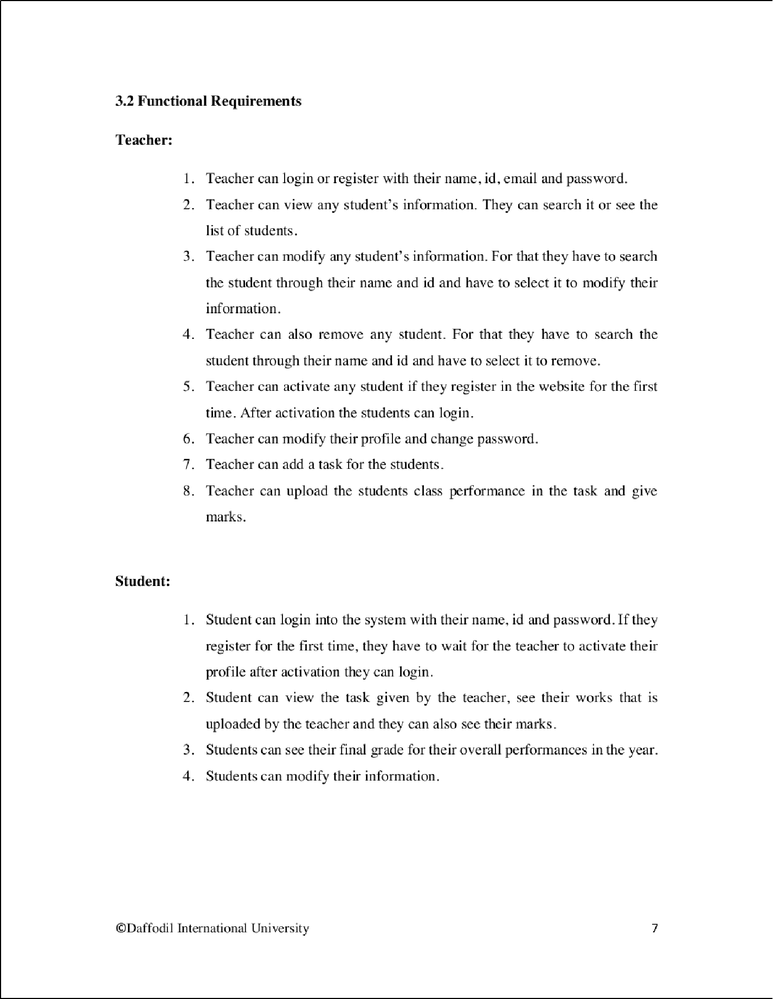 3.2 Functional Requirements
Teacher:
1. Teacher can login or register with their name, id, email and password.
2. Teacher can view any student’s information. They can search it or see the
list of students.
3. Teacher can modify any student’s information. For that they have to search
the student through their name and id and have to select it to modify their
information.
4. Teacher can also remove any student. For that they have to search the
student through their name and id and have to select it to remove.
5. Teacher can activate any student if they register in the website for the first
time. After activation the students can login.
6. Teacher can modify their profile and change password.
7. Teacher can add a task for the students.
8. Teacher can upload the students class performance in the task and give
marks.
Student:
1. Student can login into the system with their name, id and password. If they
register for the first time, they have to wait for the teacher to activate their
profile after activation they can login.
2. Student can view the task given by the teacher, see their works that is
uploaded by the teacher and they can also see their marks.
3. Students can see their final grade for their overall performances in the year.
4. Students can modify their information.
©Daffodil International University 7